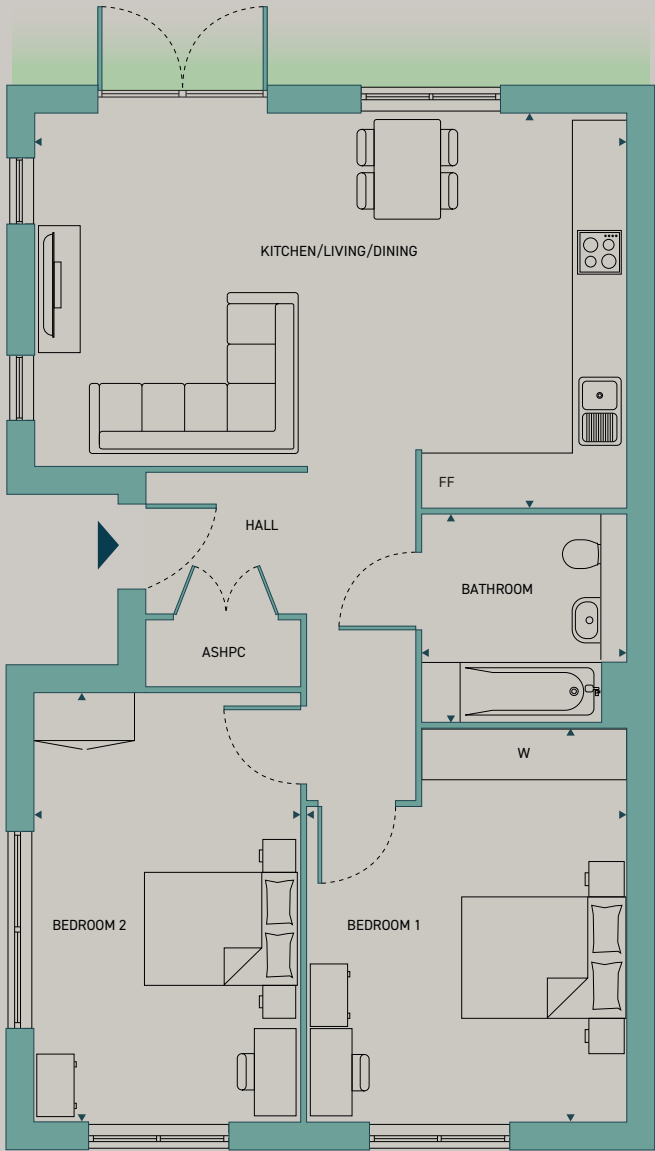 KITCHEN/LIVING/DINING
FF
HALL
BATHROOM
ASHPC
W
BEDROOM 2
BEDROOM 1